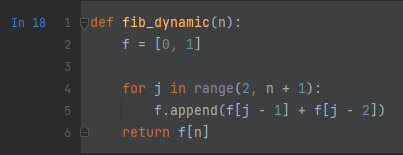 In 18 1 def fib_dynamic(n):
2     f = [0, 1]
3
4     for j in range(2, n + 1):
5         f.append(f[j - 1] + f[j - 2])
6     return f[n]